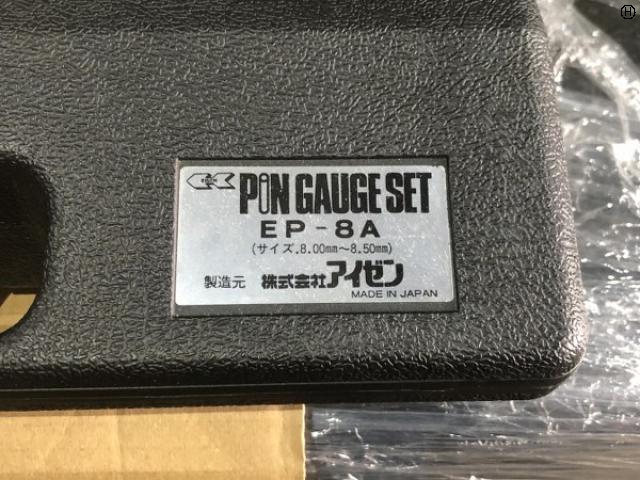 PiN GAUGE SET
EP-8A
(サイズ.8.00mm～8.50mm)
製造元 株式会社アイゼン
MADE IN JAPAN
H